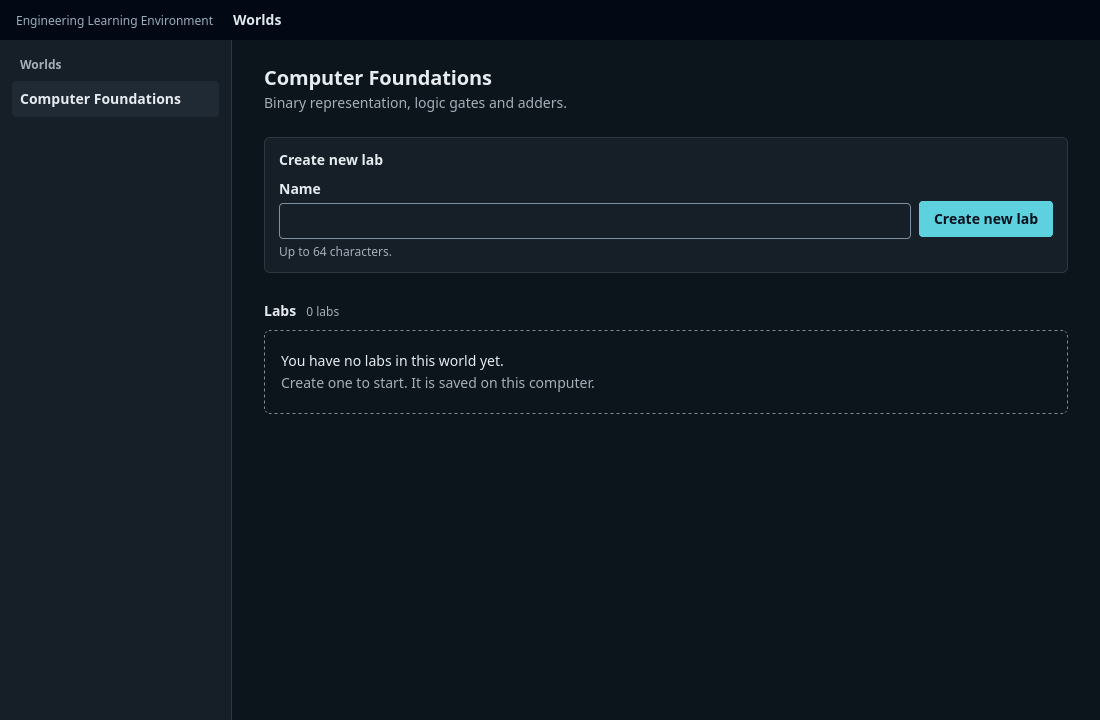 Engineering Learning Environment Worlds
Worlds
Computer Foundations
Computer Foundations
Binary representation, logic gates and adders.
Create new lab
Name
Create new lab
Up to 64 characters.
Labs 0 labs
You have no labs in this world yet.
Create one to start. It is saved on this computer.